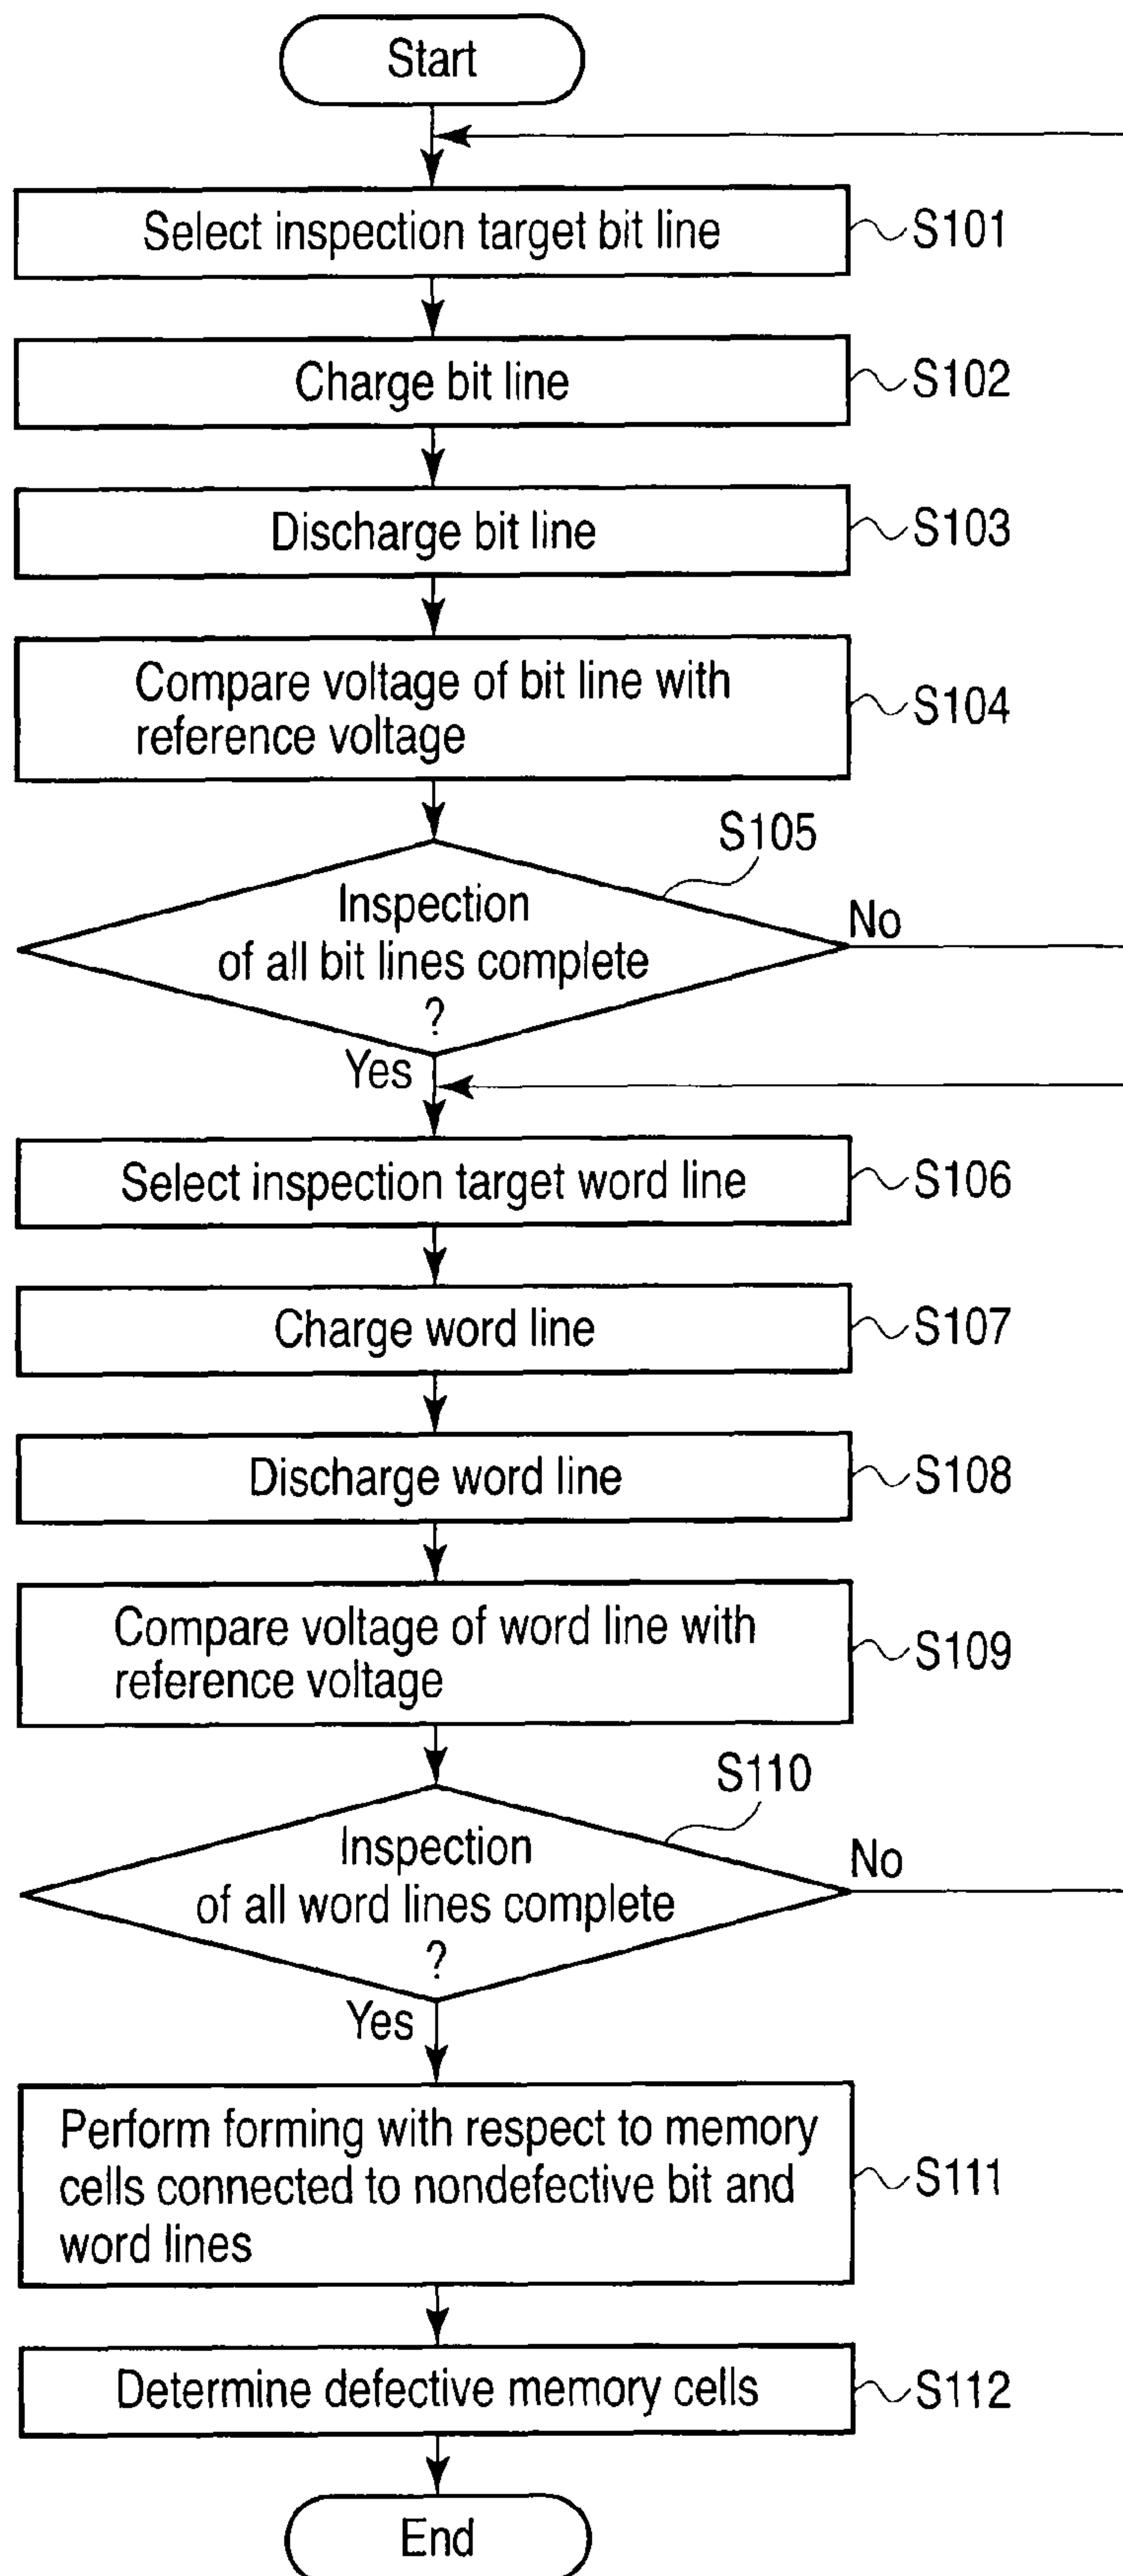 Start
Select inspection target bit line
S101
Charge bit line
S102
Discharge bit line
S103
Compare voltage of bit line with
reference voltage
S104
S105
Inspection
of all bit lines complete
?
No
Yes
Select inspection target word line
S106
Charge word line
S107
Discharge word line
S108
Compare voltage of word line with
reference voltage
S109
S110
Inspection
of all word lines complete
?
No
Yes
Perform forming with respect to memory
cells connected to nondefective bit and
word lines
S111
Determine defective memory cells
S112
End